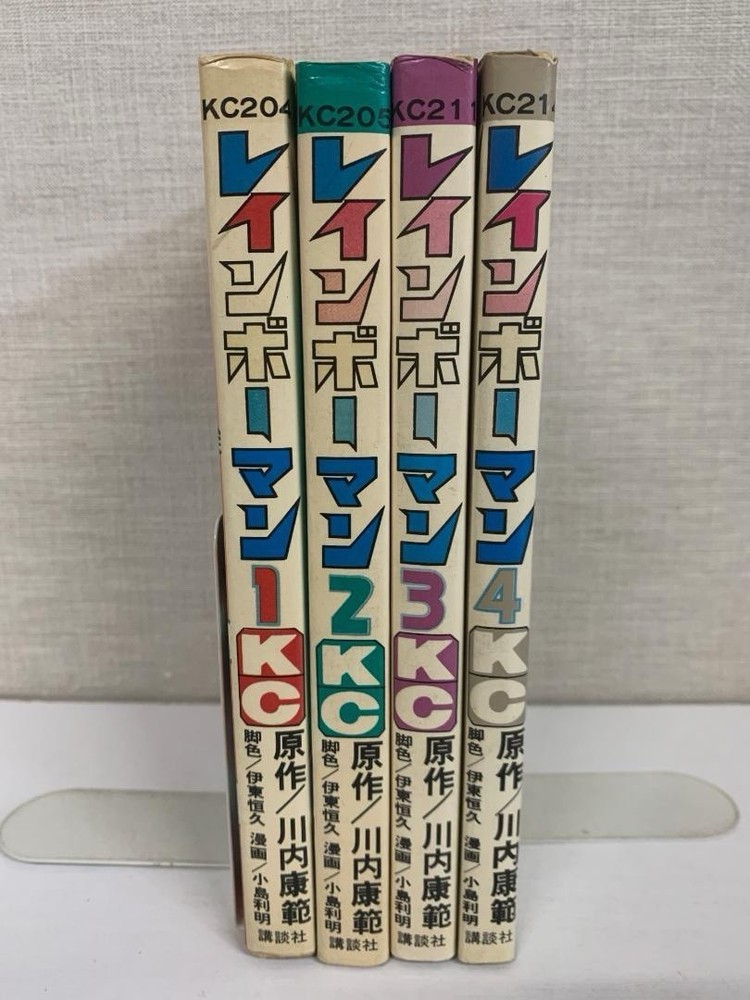 KC204
レインボーマン
1
KC
原作/川内康範
脚色/伊東恒久 漫画/小島利明
講談社
KC205
レインボーマン
2
KC
原作/川内康範
脚色/伊東恒久 漫画/小島利明
講談社
KC211
レインボーマン
3
KC
原作/川内康範
脚色/伊東恒久 漫画/小島利明
講談社
KC214
レインボーマン
4
KC
原作/川内康範
脚色/伊東恒久 漫画/小島利明
講談社